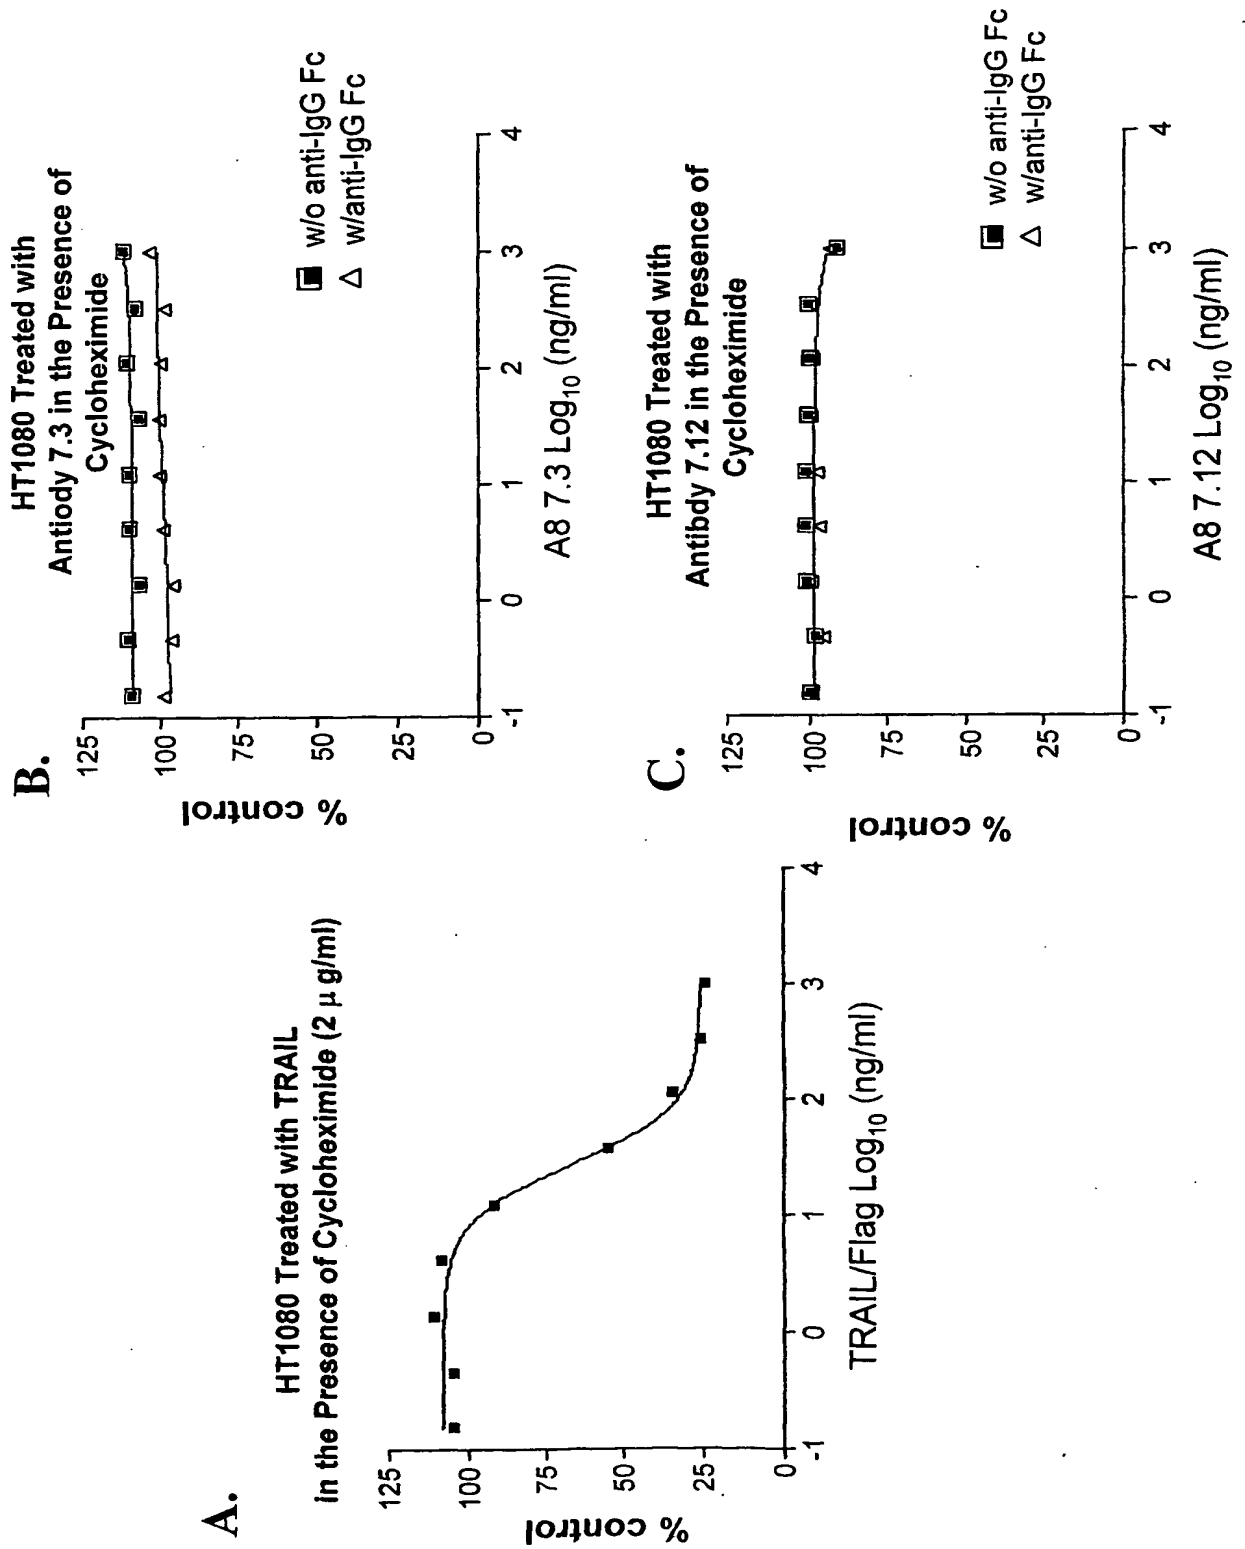 A.
HT1080 Treated with TRAIL
in the Presence of Cycloheximide (2 µ g/ml)
% control
125
100
75
50
25
0
-1
0
1
2
3
4
TRAIL/Flag Log10 (ng/ml)
B.
HT1080 Treated with
Antiody 7.3 in the Presence of
Cycloheximide
% control
125
100
75
50
25
0
-1
0
1
2
3
4
A8 7.3 Log10 (ng/ml)
w/o anti-IgG Fc
w/anti-IgG Fc
C.
HT1080 Treated with
Antibdy 7.12 in the Presence of
Cycloheximide
% control
125
100
75
50
25
0
-1
0
1
2
3
4
A8 7.12 Log10 (ng/ml)
w/o anti-IgG Fc
w/anti-IgG Fc